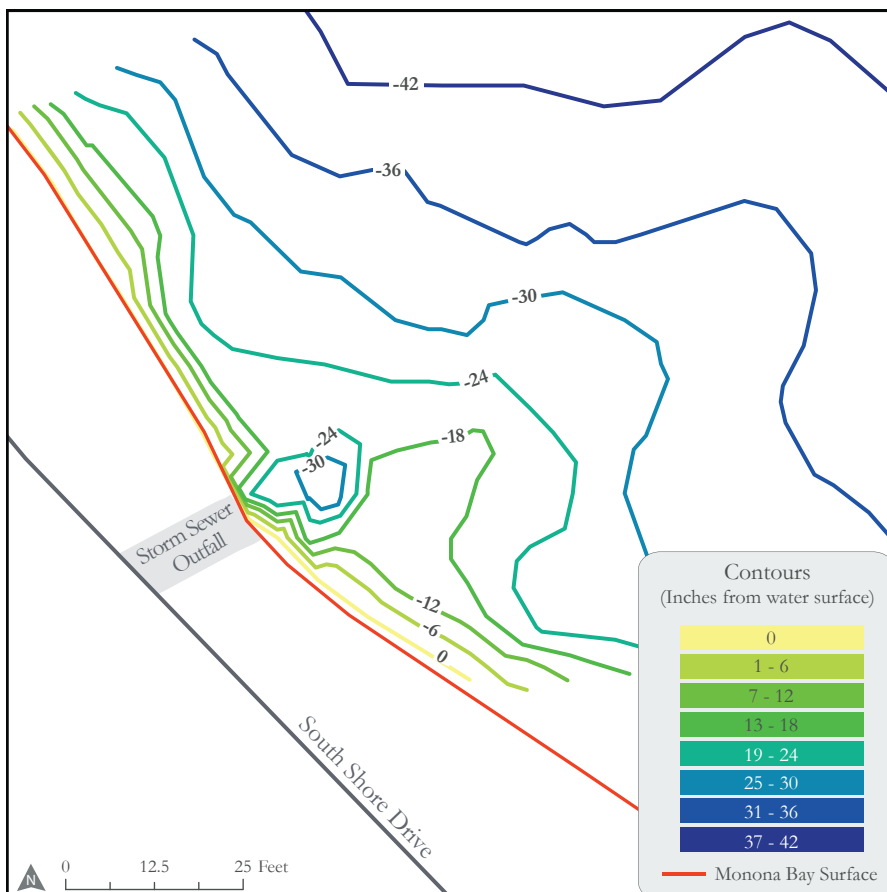 -42
-36
-30
-24
-18
-24
-30
Storm Sewer
Outfall
-12
-6
0
South Shore Drive
Contours
(Inches from water surface)
0
1 - 6
7 - 12
13 - 18
19 - 24
25 - 30
31 - 36
37 - 42
Monona Bay Surface
N
0 12.5 25 Feet